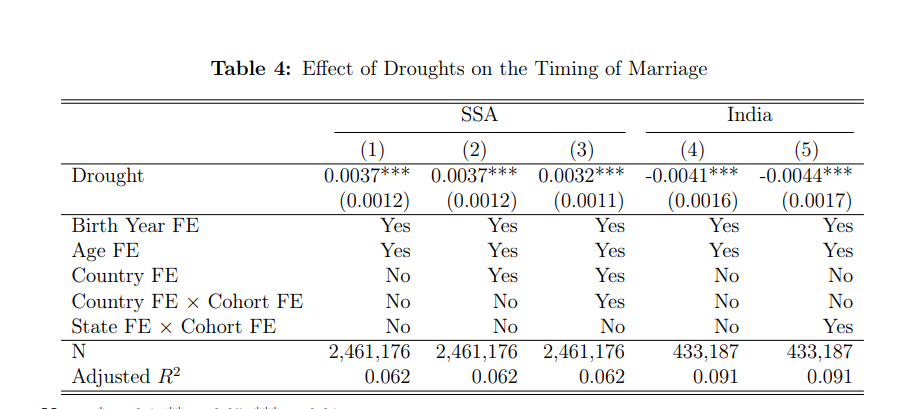 Table 4: Effect of Droughts on the Timing of Marriage
SSA India
(1) (2) (3) (4) (5)
Drought 0.0037*** 0.0037*** 0.0032*** -0.0041*** -0.0044***
(0.0012) (0.0012) (0.0011) (0.0016) (0.0017)
Birth Year FE Yes Yes Yes Yes Yes
Age FE Yes Yes Yes Yes Yes
Country FE No Yes Yes No No
Country FE × Cohort FE No No Yes No No
State FE × Cohort FE No No No No Yes
N 2,461,176 2,461,176 2,461,176 433,187 433,187
Adjusted R² 0.062 0.062 0.062 0.091 0.091